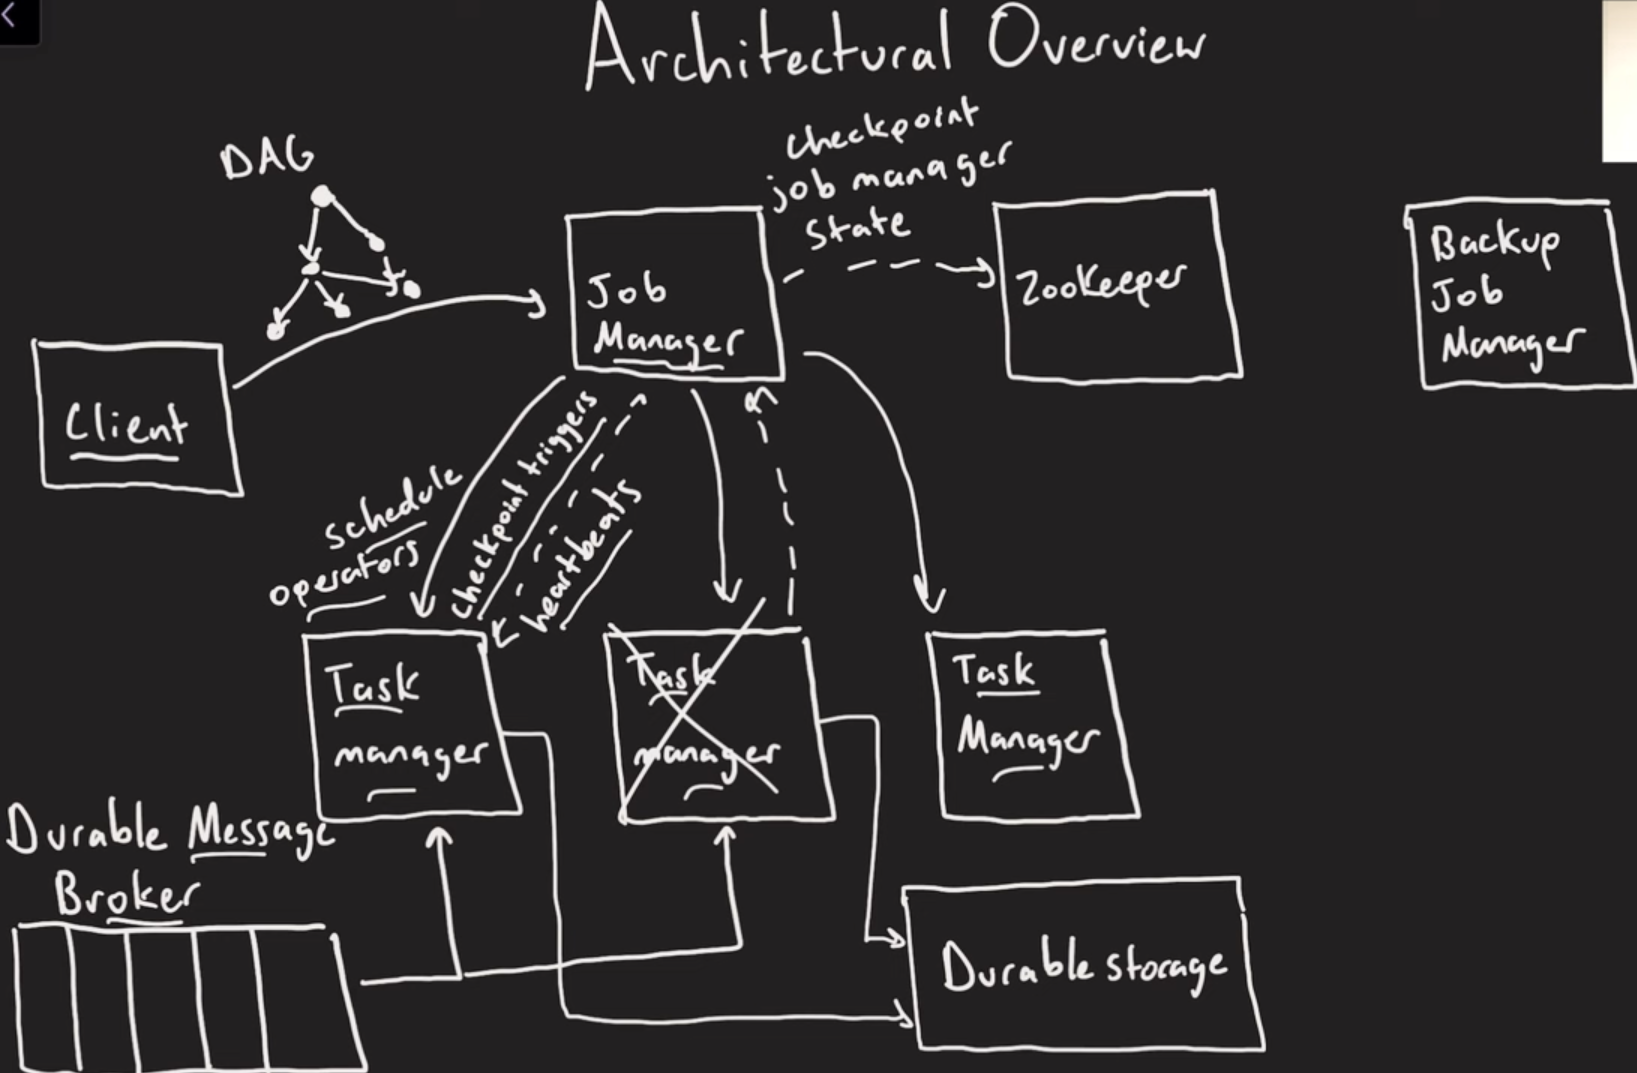 Architectural Overview
DAG
checkpoint
job manager
state
Job
Manager
Zookeeper
Backup
Job
Manager
Client
schedule
operators
checkpoint triggers
heartbeats
Task
manager
Task
manager
Task
Manager
Durable Message
Broker
Durable storage